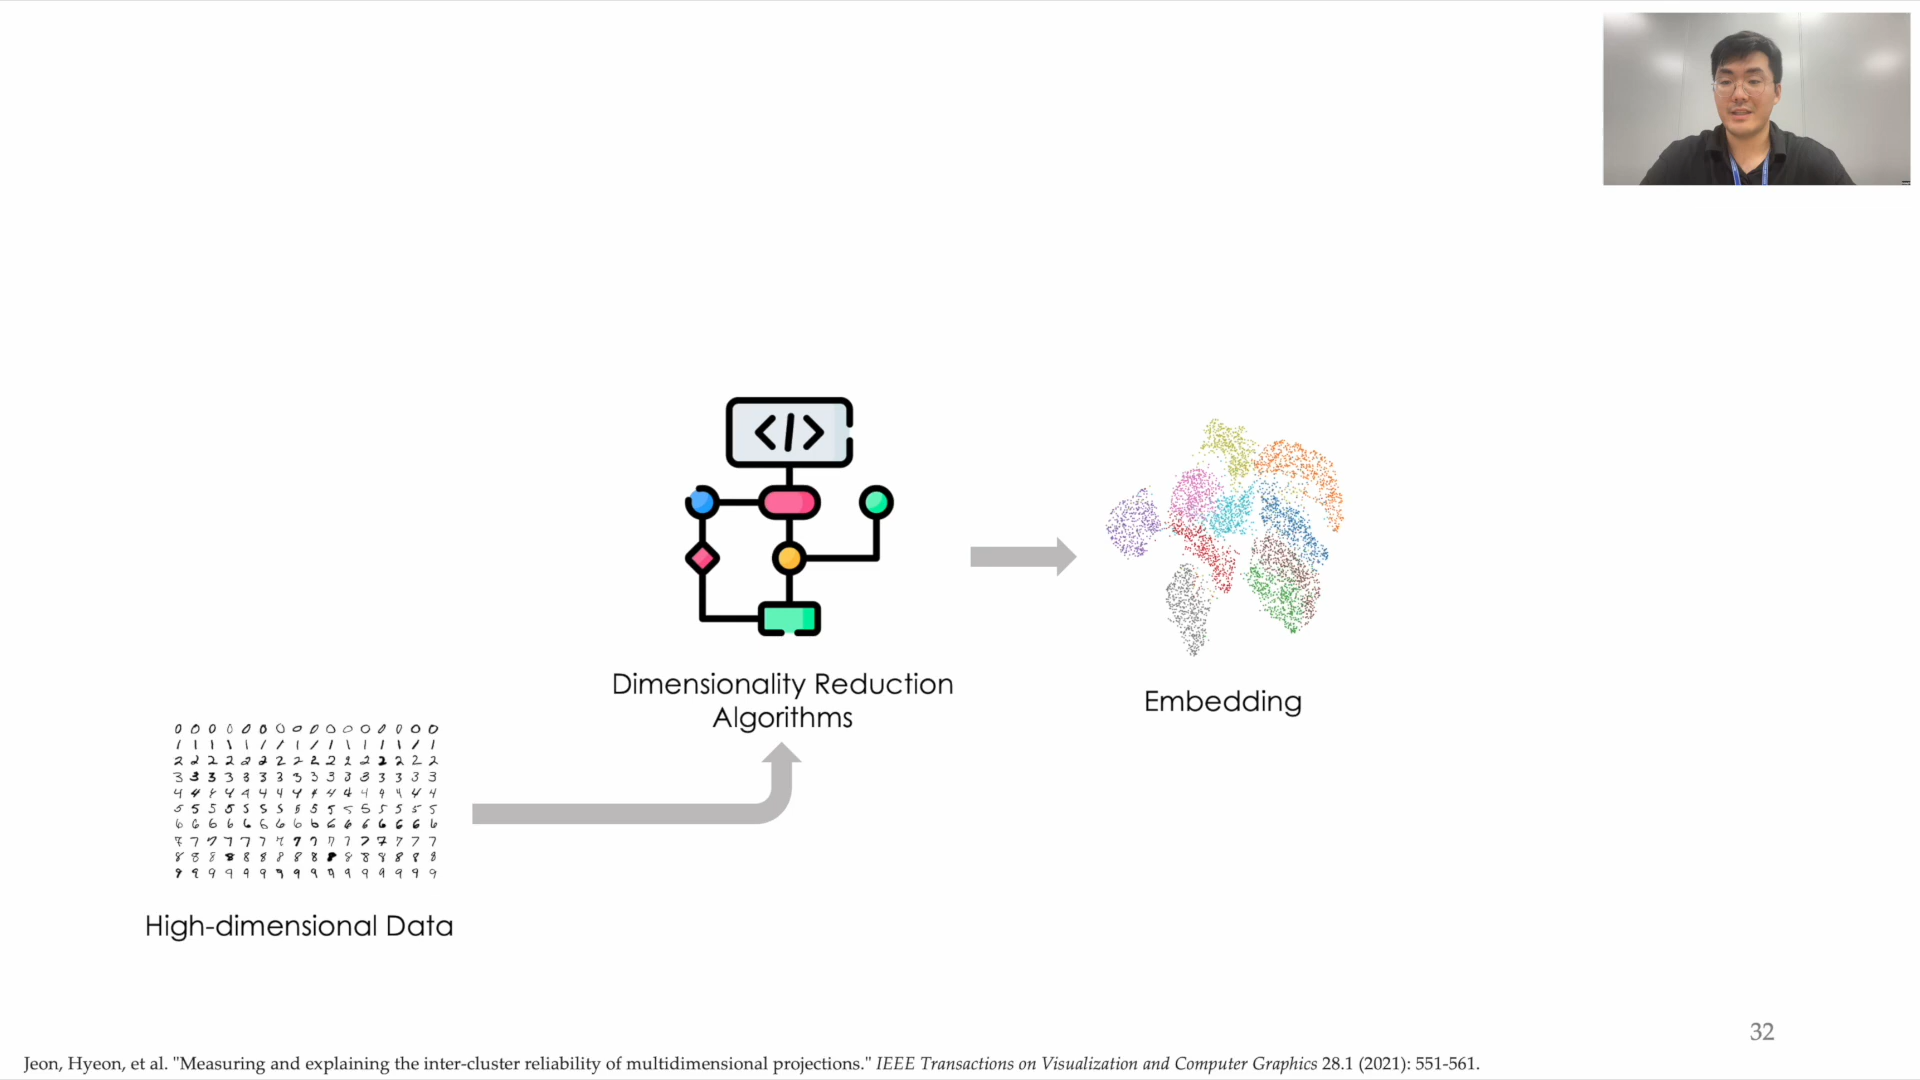 </>
Dimensionality Reduction
Algorithms
Embedding
0 0 0 0 0 0 0 0 0 0 0 0 0 0 0 0
1 1 1 1 1 1 1 1 1 1 1 1 1 1 1 1
2 2 2 2 2 2 2 2 2 2 2 2 2 2 2 2
3 3 3 3 3 3 3 3 3 3 3 3 3 3 3 3
4 4 4 4 4 4 4 4 4 4 4 4 4 4 4 4
5 5 5 5 5 5 5 5 5 5 5 5 5 5 5 5
6 6 6 6 6 6 6 6 6 6 6 6 6 6 6 6
7 7 7 7 7 7 7 7 7 7 7 7 7 7 7 7
8 8 8 8 8 8 8 8 8 8 8 8 8 8 8 8
9 9 9 9 9 9 9 9 9 9 9 9 9 9 9 9
High-dimensional Data
32
Jeon, Hyeon, et al. "Measuring and explaining the inter-cluster reliability of multidimensional projections." IEEE Transactions on Visualization and Computer Graphics 28.1 (2021): 551-561.